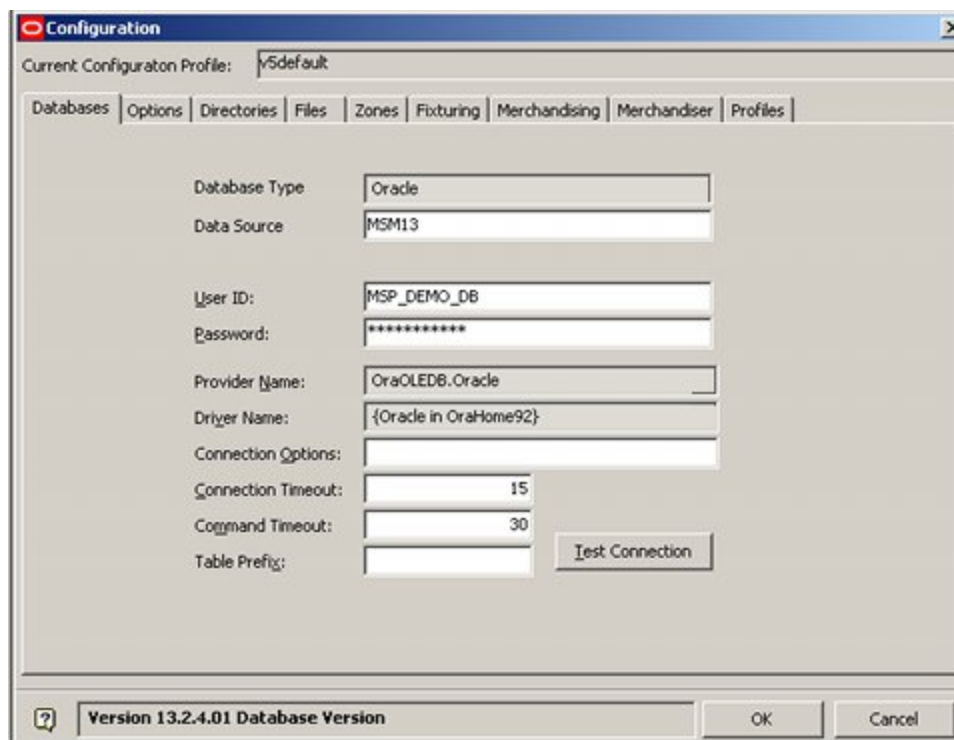 Configuration
Current Configuraton Profile: v5default
Databases Options Directories Files Zones Fixturing Merchandising Merchandiser Profiles
Database Type Oracle
Data Source MSM13
User ID: MSP_DEMO_DB
Password: ***********
Provider Name: OraOLEDB.Oracle
Driver Name: {Oracle in OraHome92}
Connection Options:
Connection Timeout: 15
Command Timeout: 30
Table Prefix: Test Connection
Version 13.2.4.01 Database Version OK Cancel